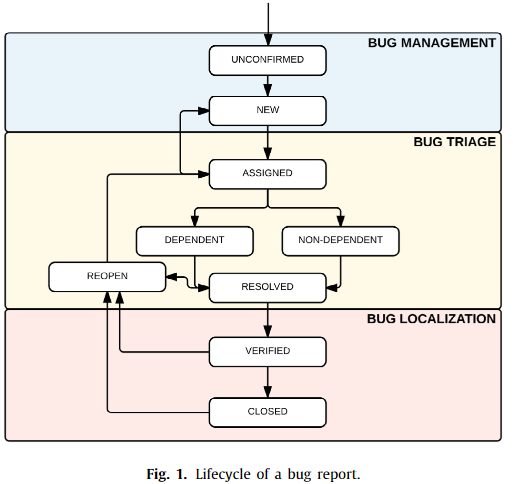 BUG MANAGEMENT
UNCONFIRMED
NEW
BUG TRIAGE
ASSIGNED
DEPENDENT
NON-DEPENDENT
REOPEN
RESOLVED
BUG LOCALIZATION
VERIFIED
CLOSED
Fig. 1. Lifecycle of a bug report.